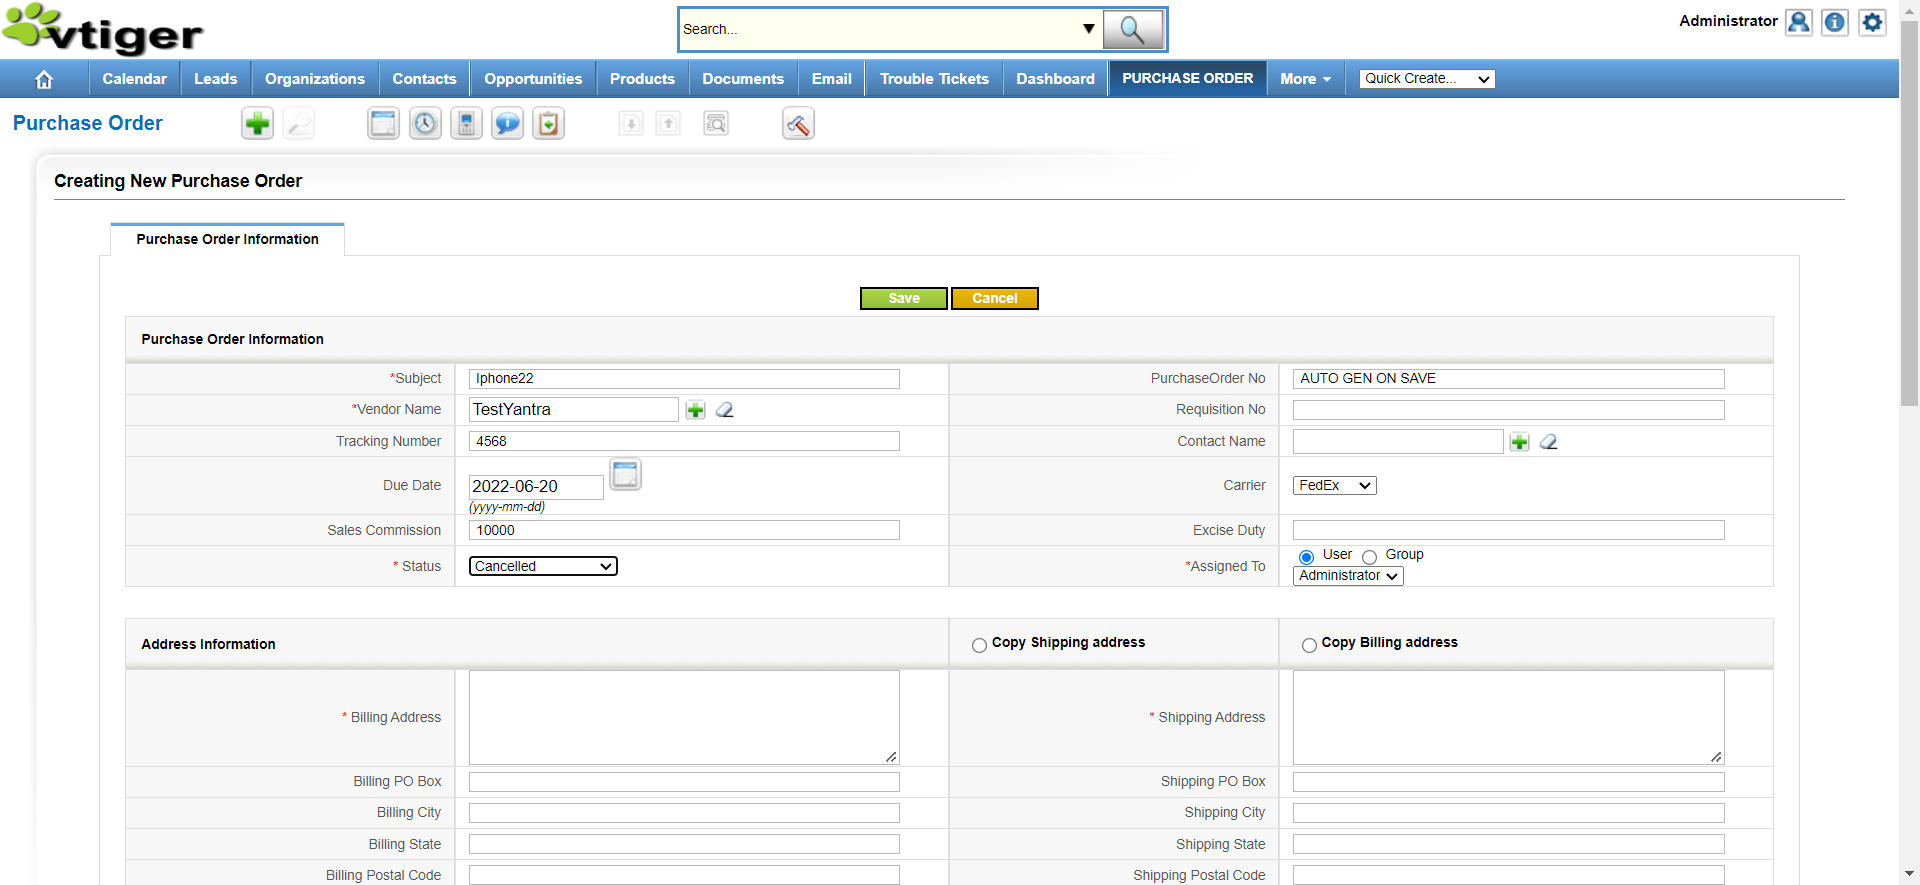 vtiger
Search...
Administrator
Calendar Leads Organizations Contacts Opportunities Products Documents Email Trouble Tickets Dashboard PURCHASE ORDER More Quick Create...
Purchase Order
Creating New Purchase Order
Purchase Order Information
Save Cancel
Purchase Order Information
*Subject Iphone22 PurchaseOrder No AUTO GEN ON SAVE
*Vendor Name TestYantra Requisition No
Tracking Number 4568 Contact Name
Due Date 2022-06-20 Carrier FedEx
(yyyy-mm-dd)
Sales Commission 10000 Excise Duty
* Status Cancelled *Assigned To User Group
Administrator
Address Information Copy Shipping address Copy Billing address
* Billing Address * Shipping Address
Billing PO Box Shipping PO Box
Billing City Shipping City
Billing State Shipping State
Billing Postal Code Shipping Postal Code